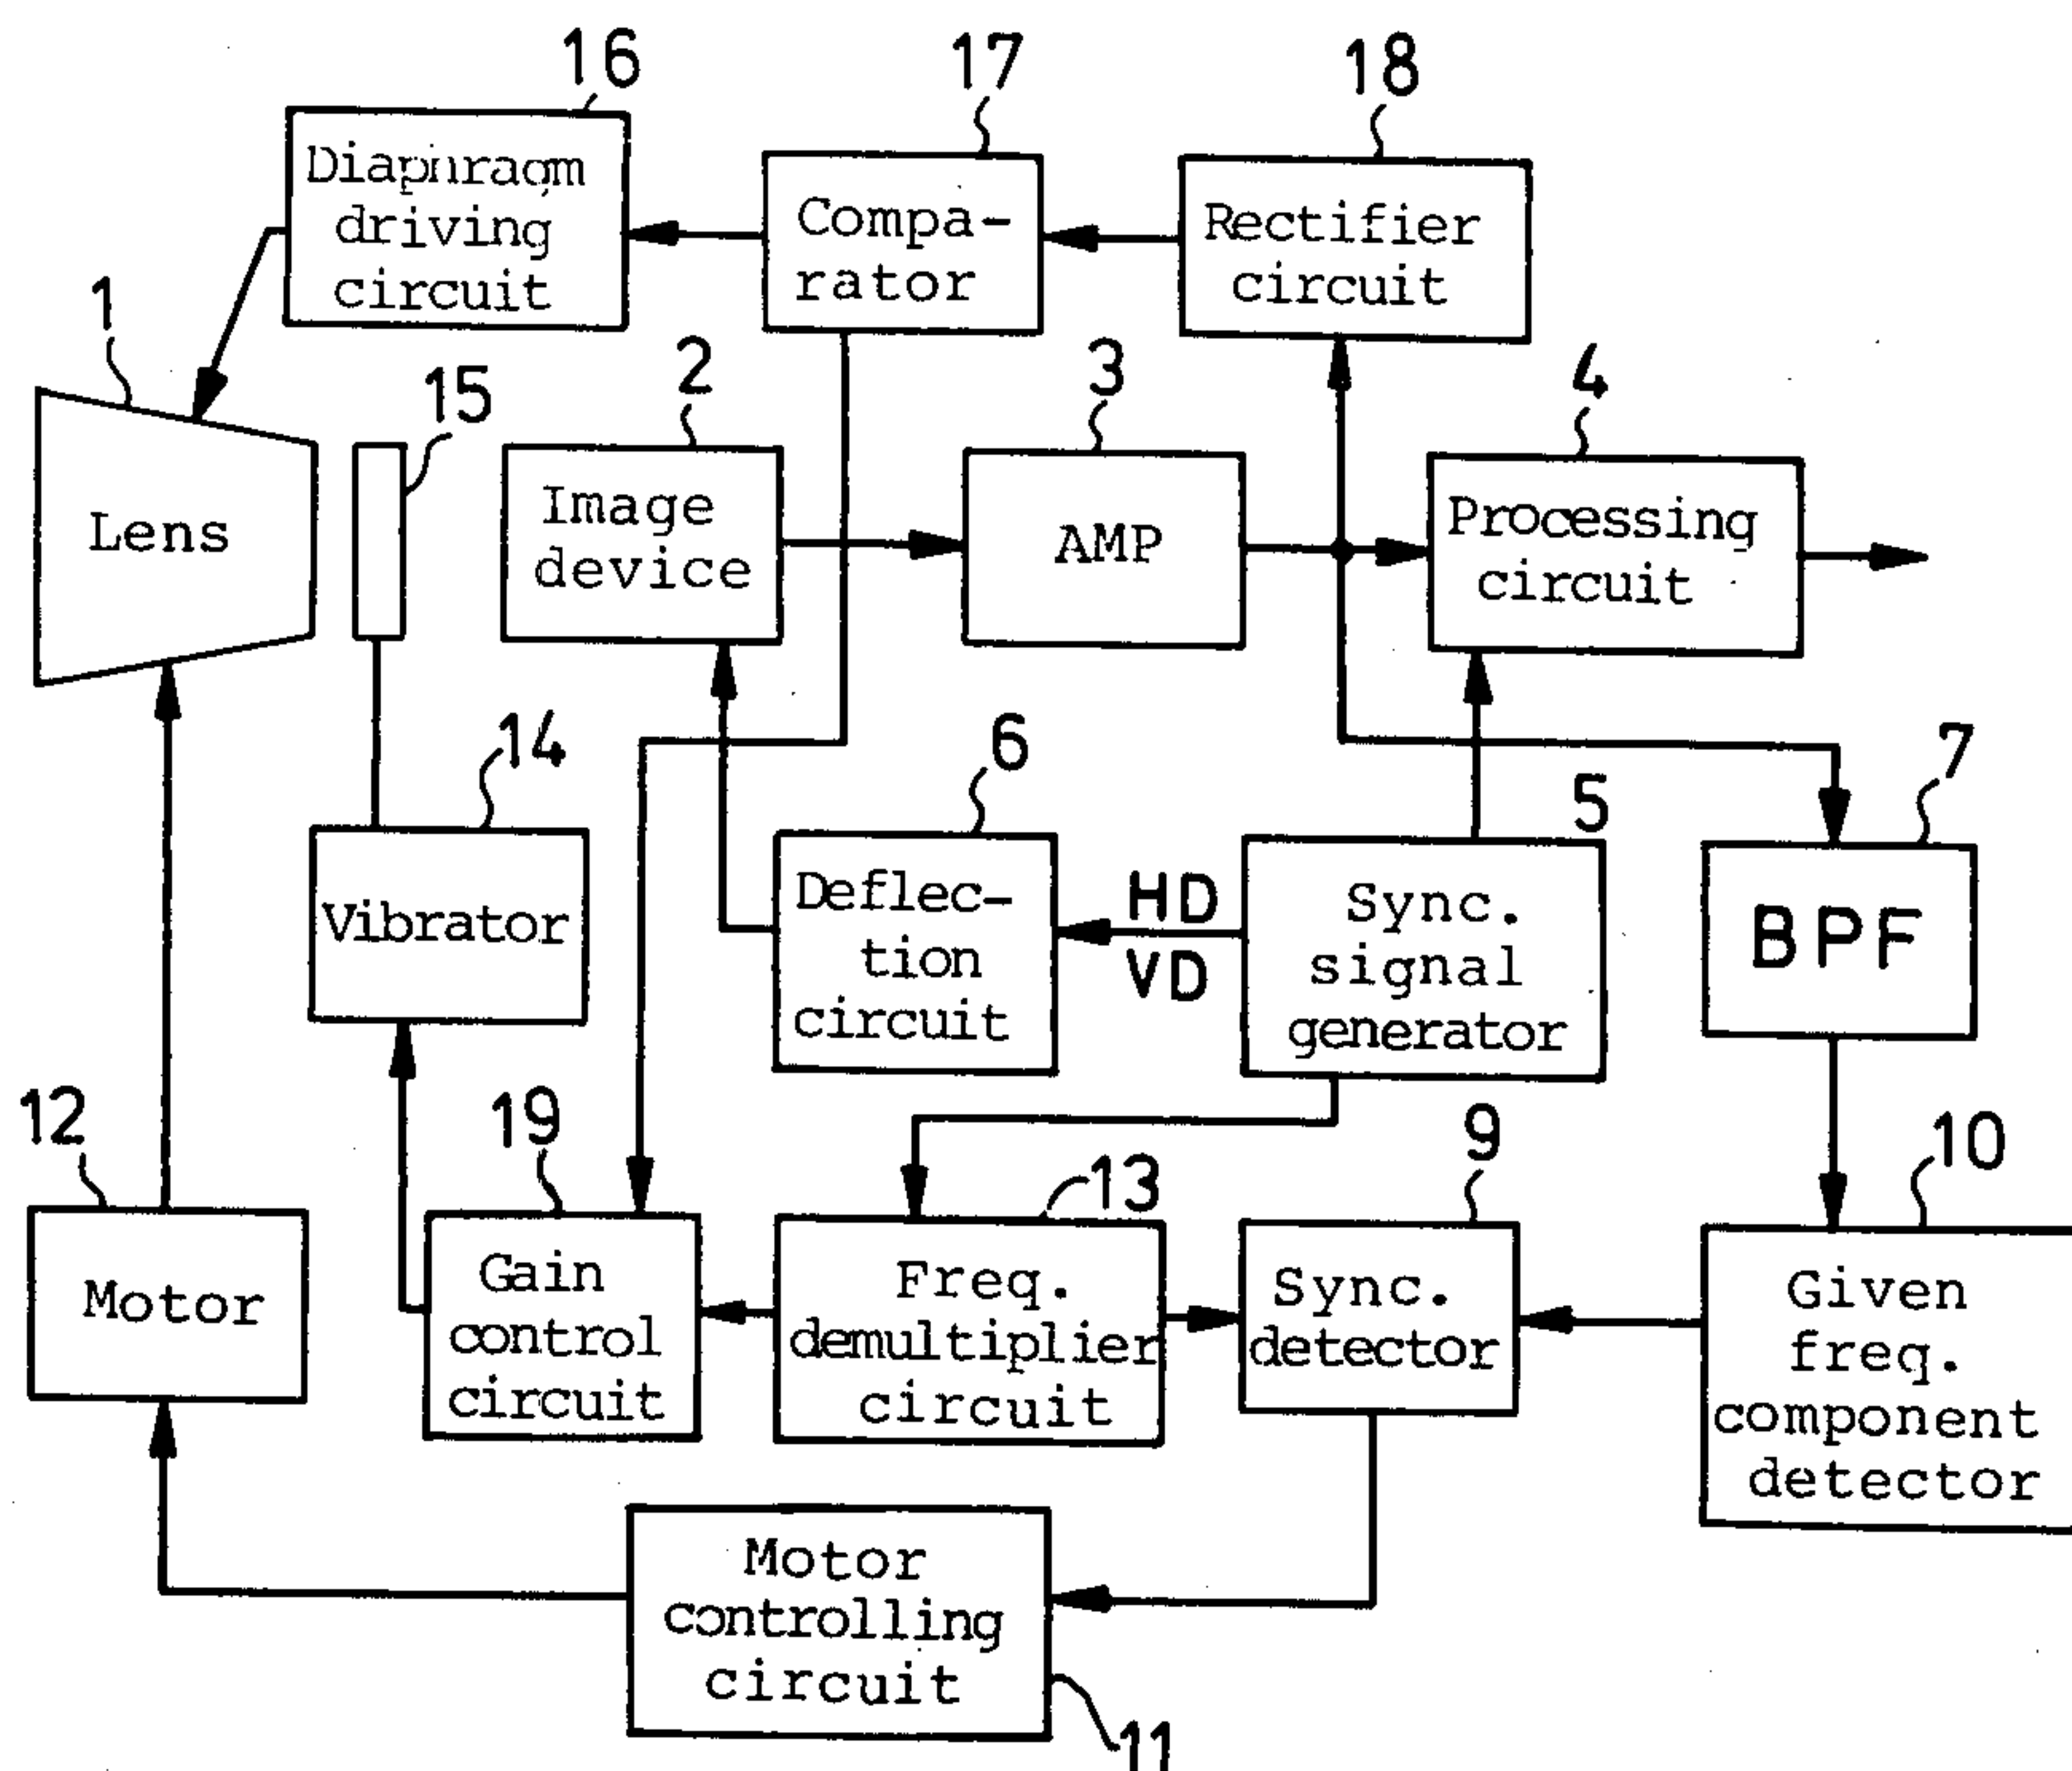 16
17
18
Diaphragm
driving
circuit
Compa-
rator
Rectifier
circuit
1
15
2
3
4
Lens
Image
device
AMP
Processing
circuit
14
6
5
7
Vibrator
Deflec-
tion
circuit
HD
VD
Sync.
signal
generator
BPF
12
19
13
9
10
Motor
Gain
control
circuit
Freq.
demultiplier
circuit
Sync.
detector
Given
freq.
component
detector
Motor
controlling
circuit
11